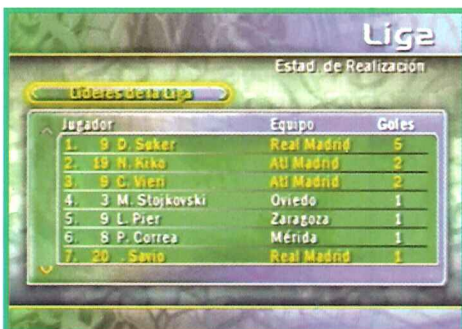 Liga
Estad. de Realización
Líderes de la Liga
Jugador Equipo Goles
1. 9 D. Suker Real Madrid 5
2. 19 N. Kiko Atl Madrid 2
3. 9 C. Vieri Atl Madrid 2
4. 3 M. Stojkovski Oviedo 1
5. 9 L. Pier Zaragoza 1
6. 8 P. Correa Mérida 1
7. 20 . Savio Real Madrid 1